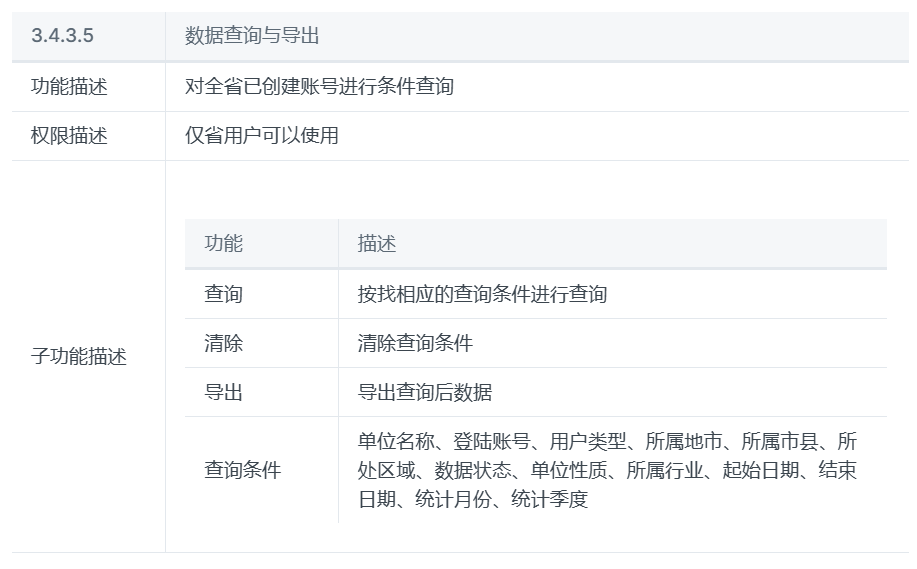 3.4.3.5 数据查询与导出
功能描述 对全省已创建账号进行条件查询
权限描述 仅省用户可以使用
子功能描述
功能 描述
查询 按找相应的查询条件进行查询
清除 清除查询条件
导出 导出查询后数据
查询条件
单位名称、登陆账号、用户类型、所属地市、所属市县、所
处区域、数据状态、单位性质、所属行业、起始日期、结束
日期、统计月份、统计季度